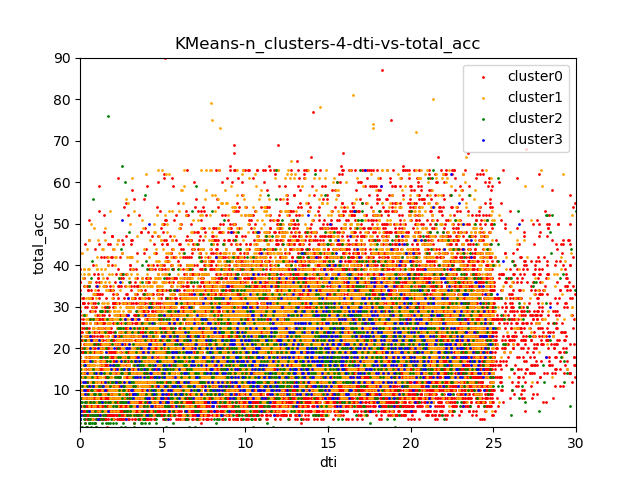 KMeans-n_clusters-4-dti-vs-total_acc
cluster0
cluster1
cluster2
cluster3
total_acc
90
80
70
60
50
40
30
20
10
0 5 10 15 20 25 30
dti